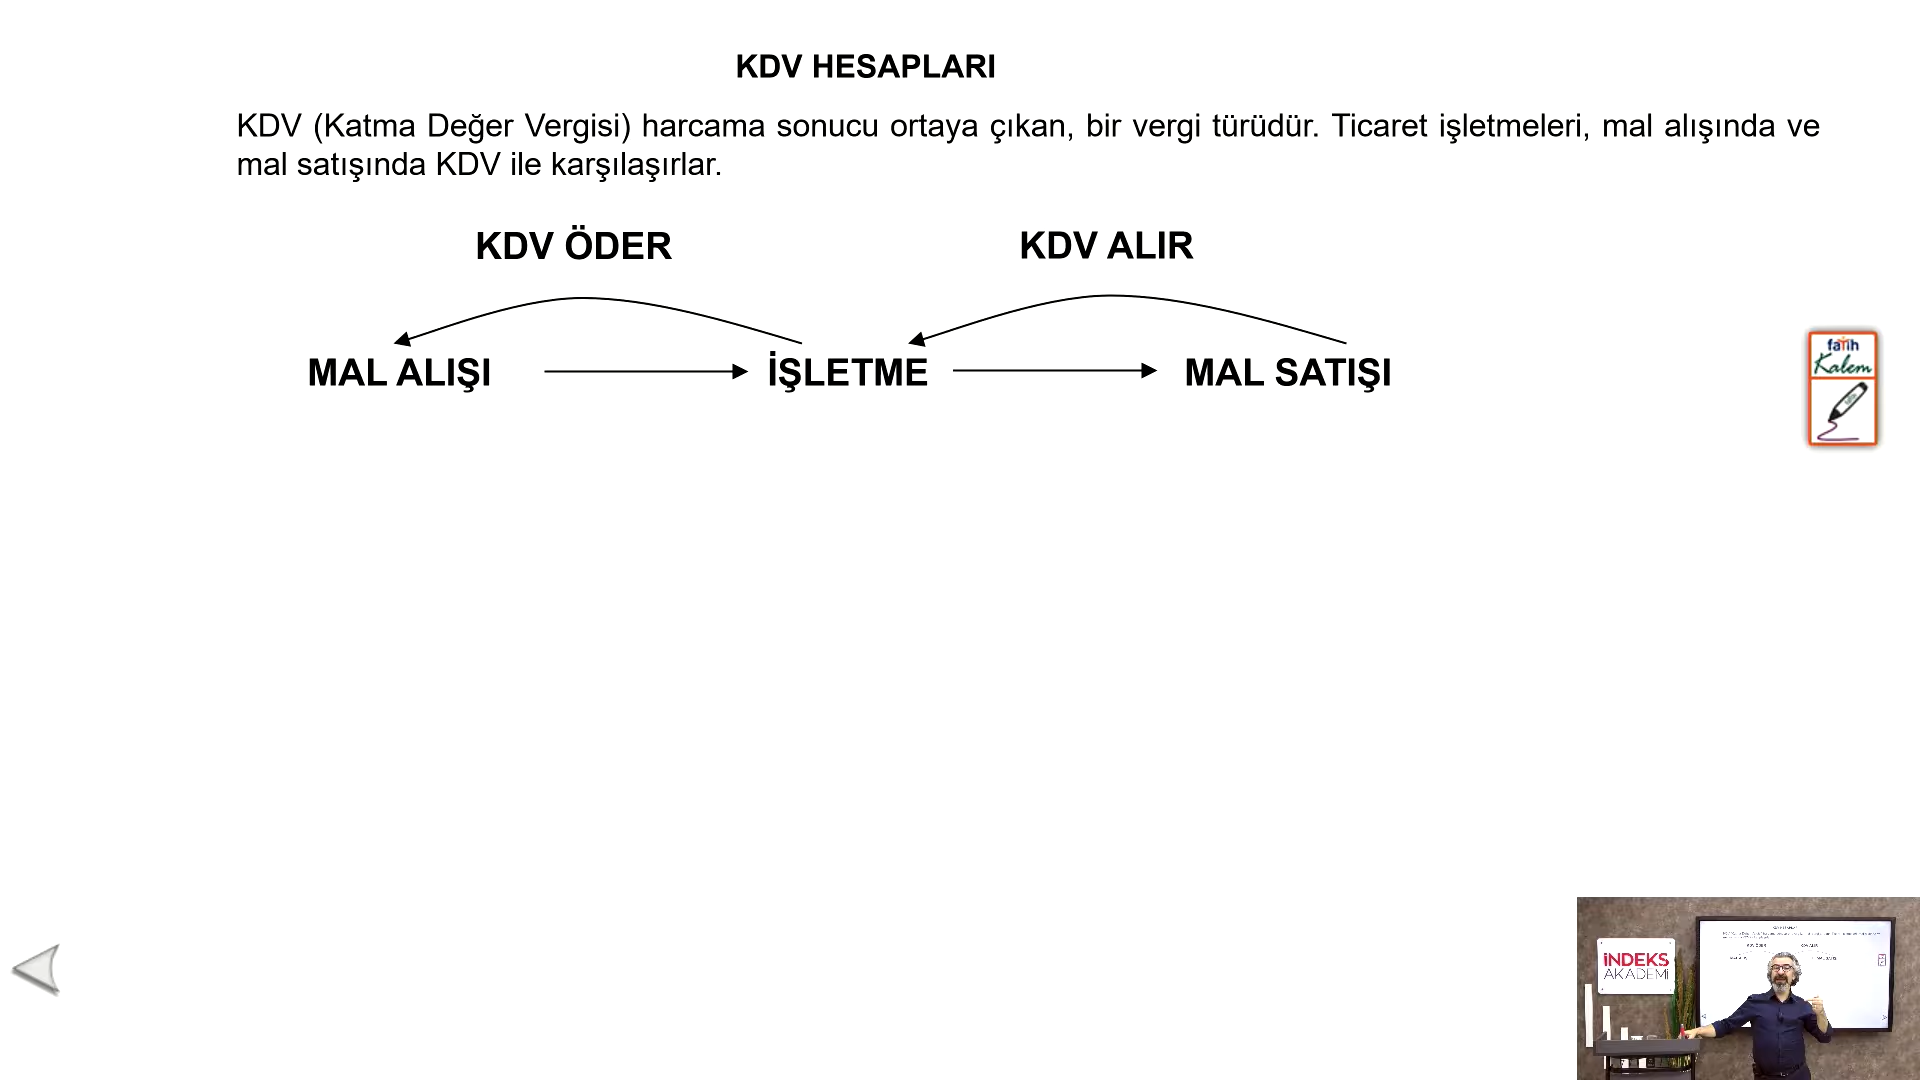 KDV HESAPLARI
KDV (Katma Değer Vergisi) harcama sonucu ortaya çıkan, bir vergi türüdür. Ticaret işletmeleri, mal alışında ve
mal satışında KDV ile karşılaşırlar.
KDV ÖDER
KDV ALIR
MAL ALIŞI
İŞLETME
MAL SATIŞI
fatih
Kalem
İNDEKS
AKADEMİ